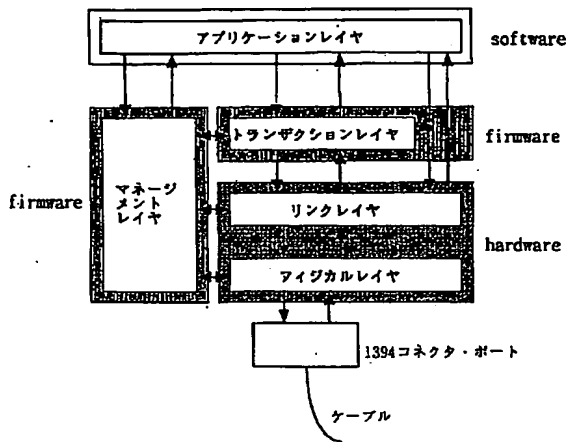 アプリケーションレイヤ
software
トランザクションレイヤ
firmware
firmware
マネージ
メント
レイヤ
リンクレイヤ
hardware
フィジカルレイヤ
1394コネクタ・ポート
ケーブル